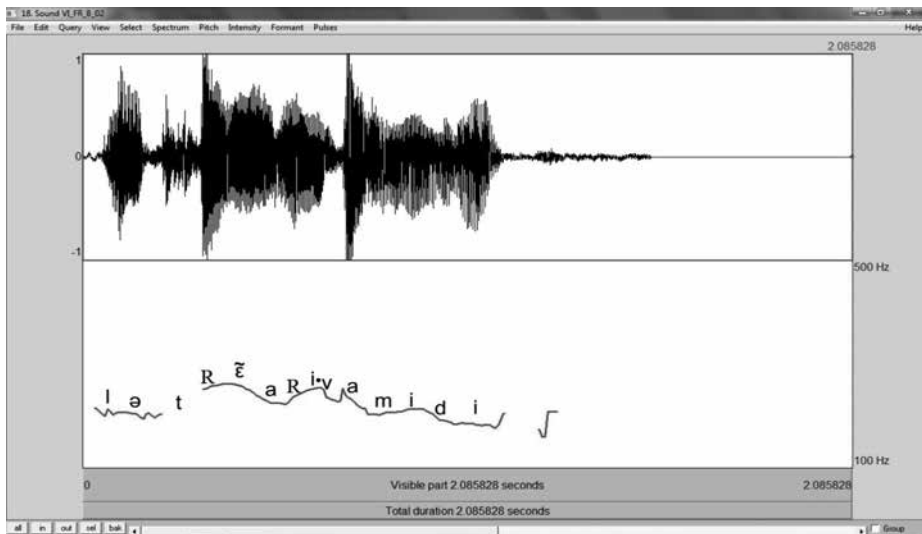 18. Sound VI_FR_B_02
File Edit Query View Select Spectrum Pitch Intensity Formant Pulses Help
2.085828
1
0
-1
500 Hz
l ə t R ɛ̃ a R i·v a m i d i
100 Hz
0 Visible part 2.085828 seconds 2.085828
Total duration 2.085828 seconds
all in out sel bak Group